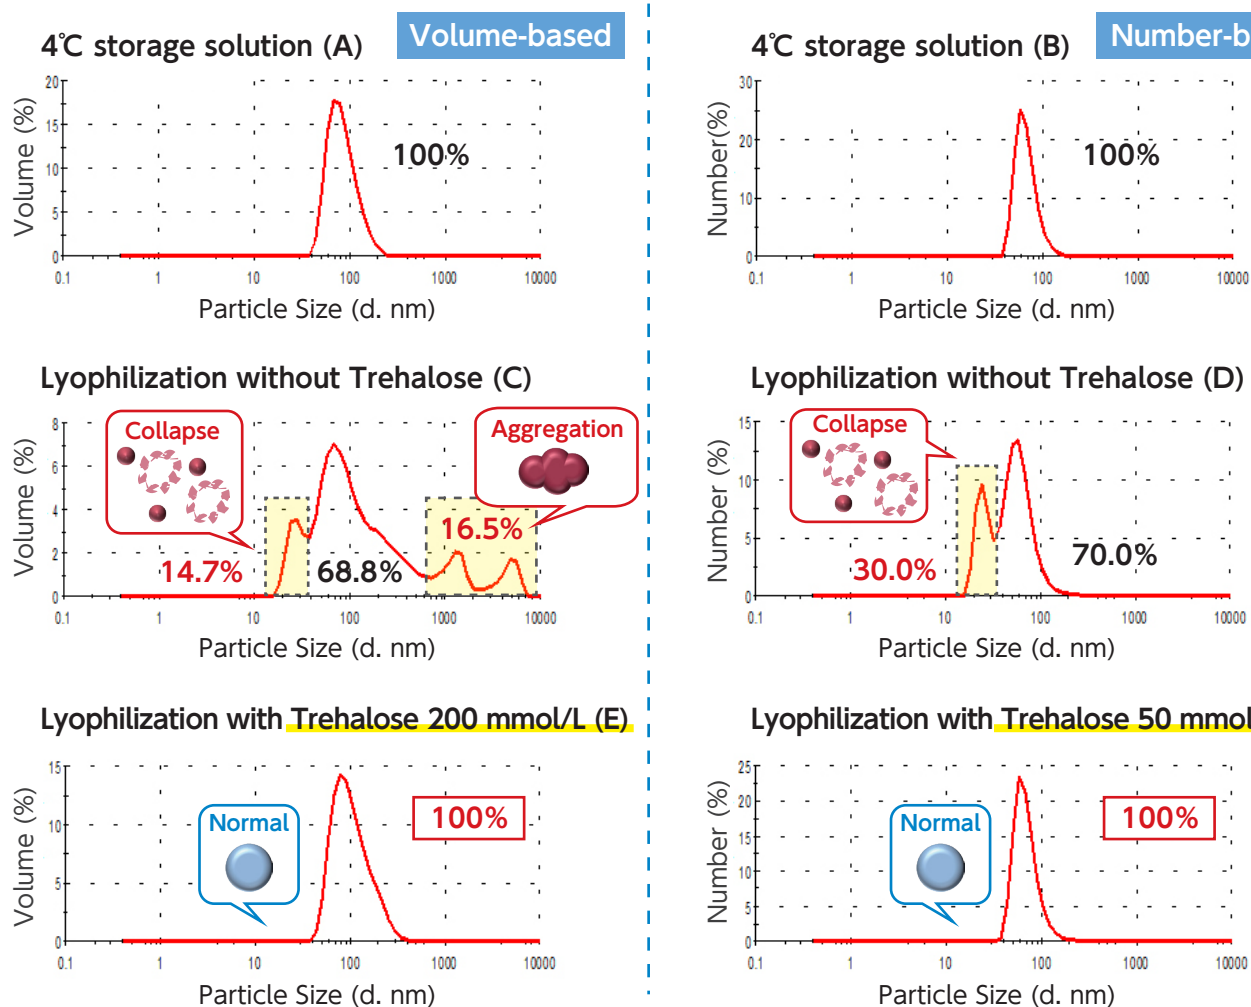 4℃ storage solution (A)
Volume-based
Volume (%)
20
15
10
5
0
100%
0.1 1 10 100 1000 10000
Particle Size (d. nm)
4℃ storage solution (B)
Number-b
Number(%)
30
20
10
0
100%
0.1 1 10 100 1000 10000
Particle Size (d. nm)
Lyophilization without Trehalose (C)
Volume (%)
8
6
4
2
0
Collapse
Aggregation
14.7%
68.8%
16.5%
0.1 1 10 100 1000 10000
Particle Size (d. nm)
Lyophilization without Trehalose (D)
Number (%)
15
10
5
0
Collapse
30.0%
70.0%
0.1 1 10 100 1000 10000
Particle Size (d. nm)
Lyophilization with Trehalose 200 mmol/L (E)
Volume (%)
15
10
5
0
Normal
100%
0.1 1 10 100 1000 10000
Particle Size (d. nm)
Lyophilization with Trehalose 50 mmol
Number (%)
25
20
15
10
5
0
Normal
100%
0.1 1 10 100 1000 10000
Particle Size (d. nm)